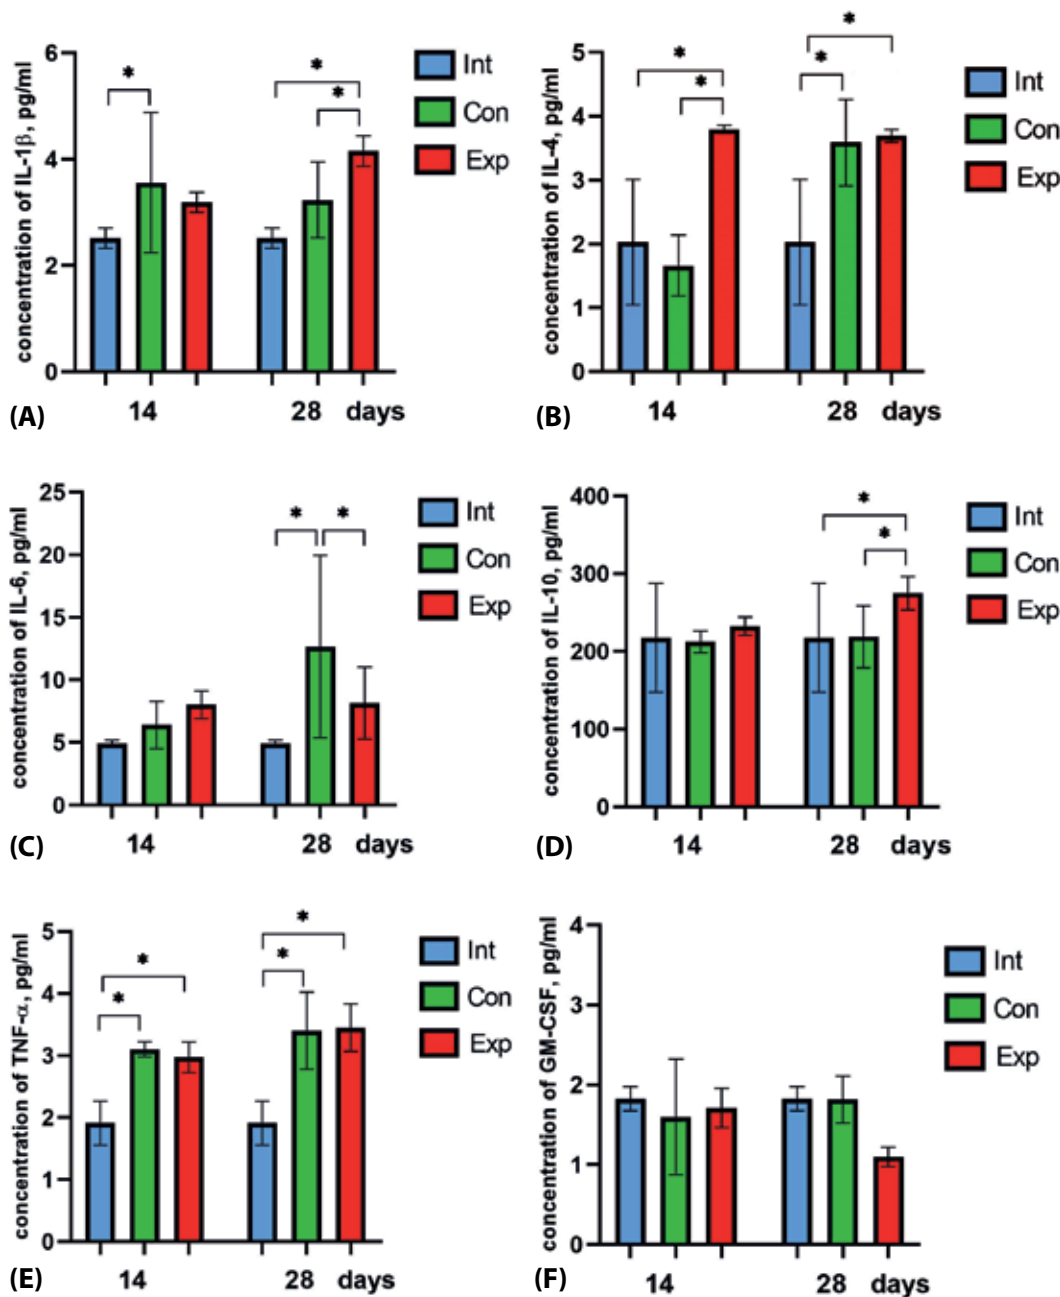 concentration of IL-1β, pg/ml
6
4
2
0
*
*
*
14
28 days
Int
Con
Exp
(A)
concentration of IL-4, pg/ml
5
4
3
2
1
0
*
*
*
*
14
28 days
Int
Con
Exp
(B)
concentration of IL-6, pg/ml
25
20
15
10
5
0
*
*
14
28 days
Int
Con
Exp
(C)
concentration of IL-10, pg/ml
400
300
200
100
0
*
*
14
28 days
Int
Con
Exp
(D)
concentration of TNF-α, pg/ml
5
4
3
2
1
0
*
*
*
*
14
28 days
Int
Con
Exp
(E)
concentration of GM-CSF, pg/ml
4
3
2
1
0
14
28 days
Int
Con
Exp
(F)